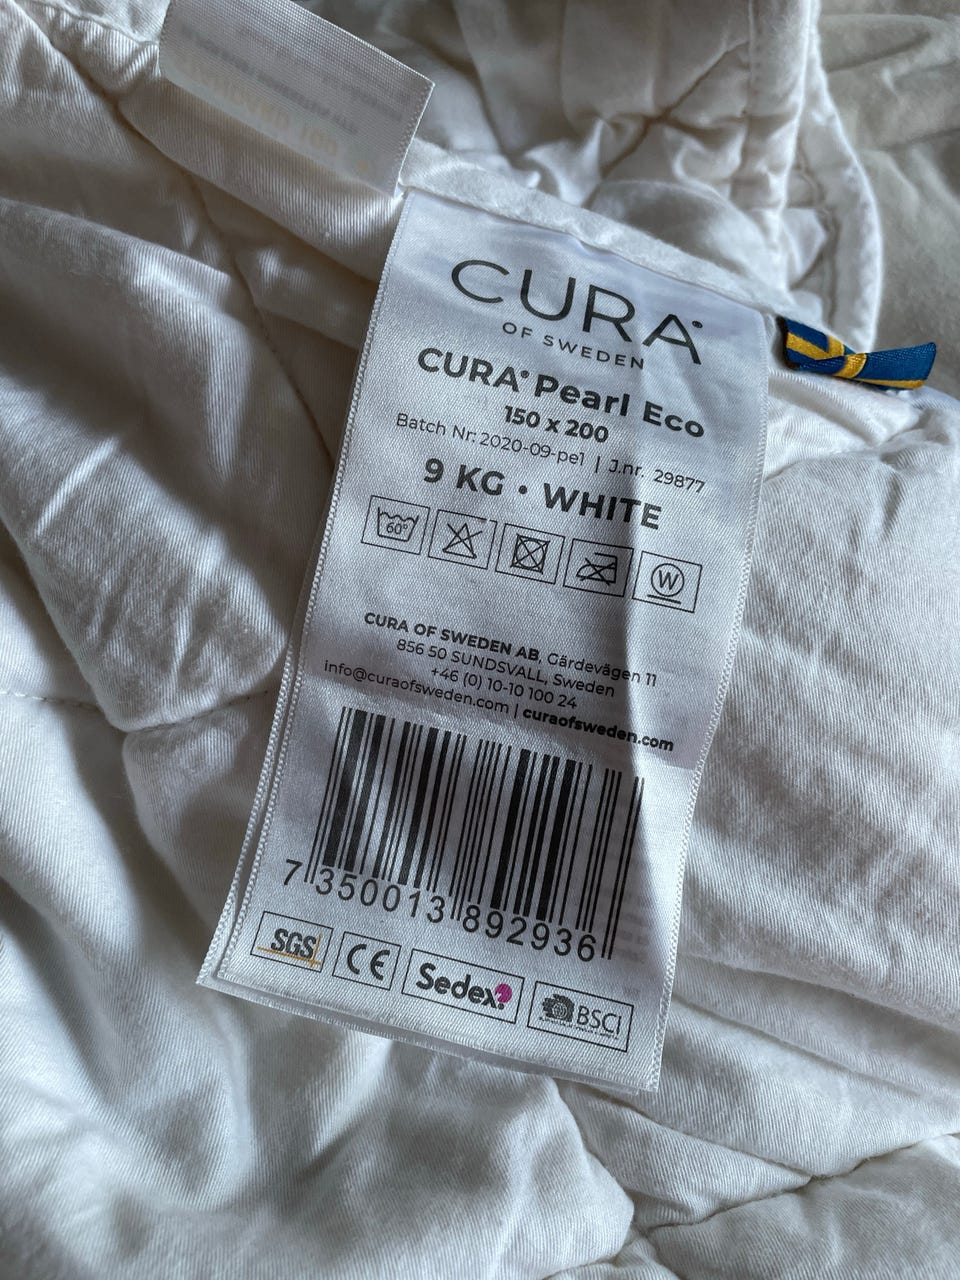 CURA
OF SWEDEN
CURA® Pearl Eco
150 x 200
Batch Nr: 2020-09-pe1 | J.nr. 29877
9 KG • WHITE
60°
W
CURA OF SWEDEN AB, Gärdevägen 11
856 50 SUNDSVALL, Sweden
+46 (0) 10-10 100 24
info@curaofsweden.com | curaofsweden.com
7 350013 892936
SGS CE Sedex BSCI